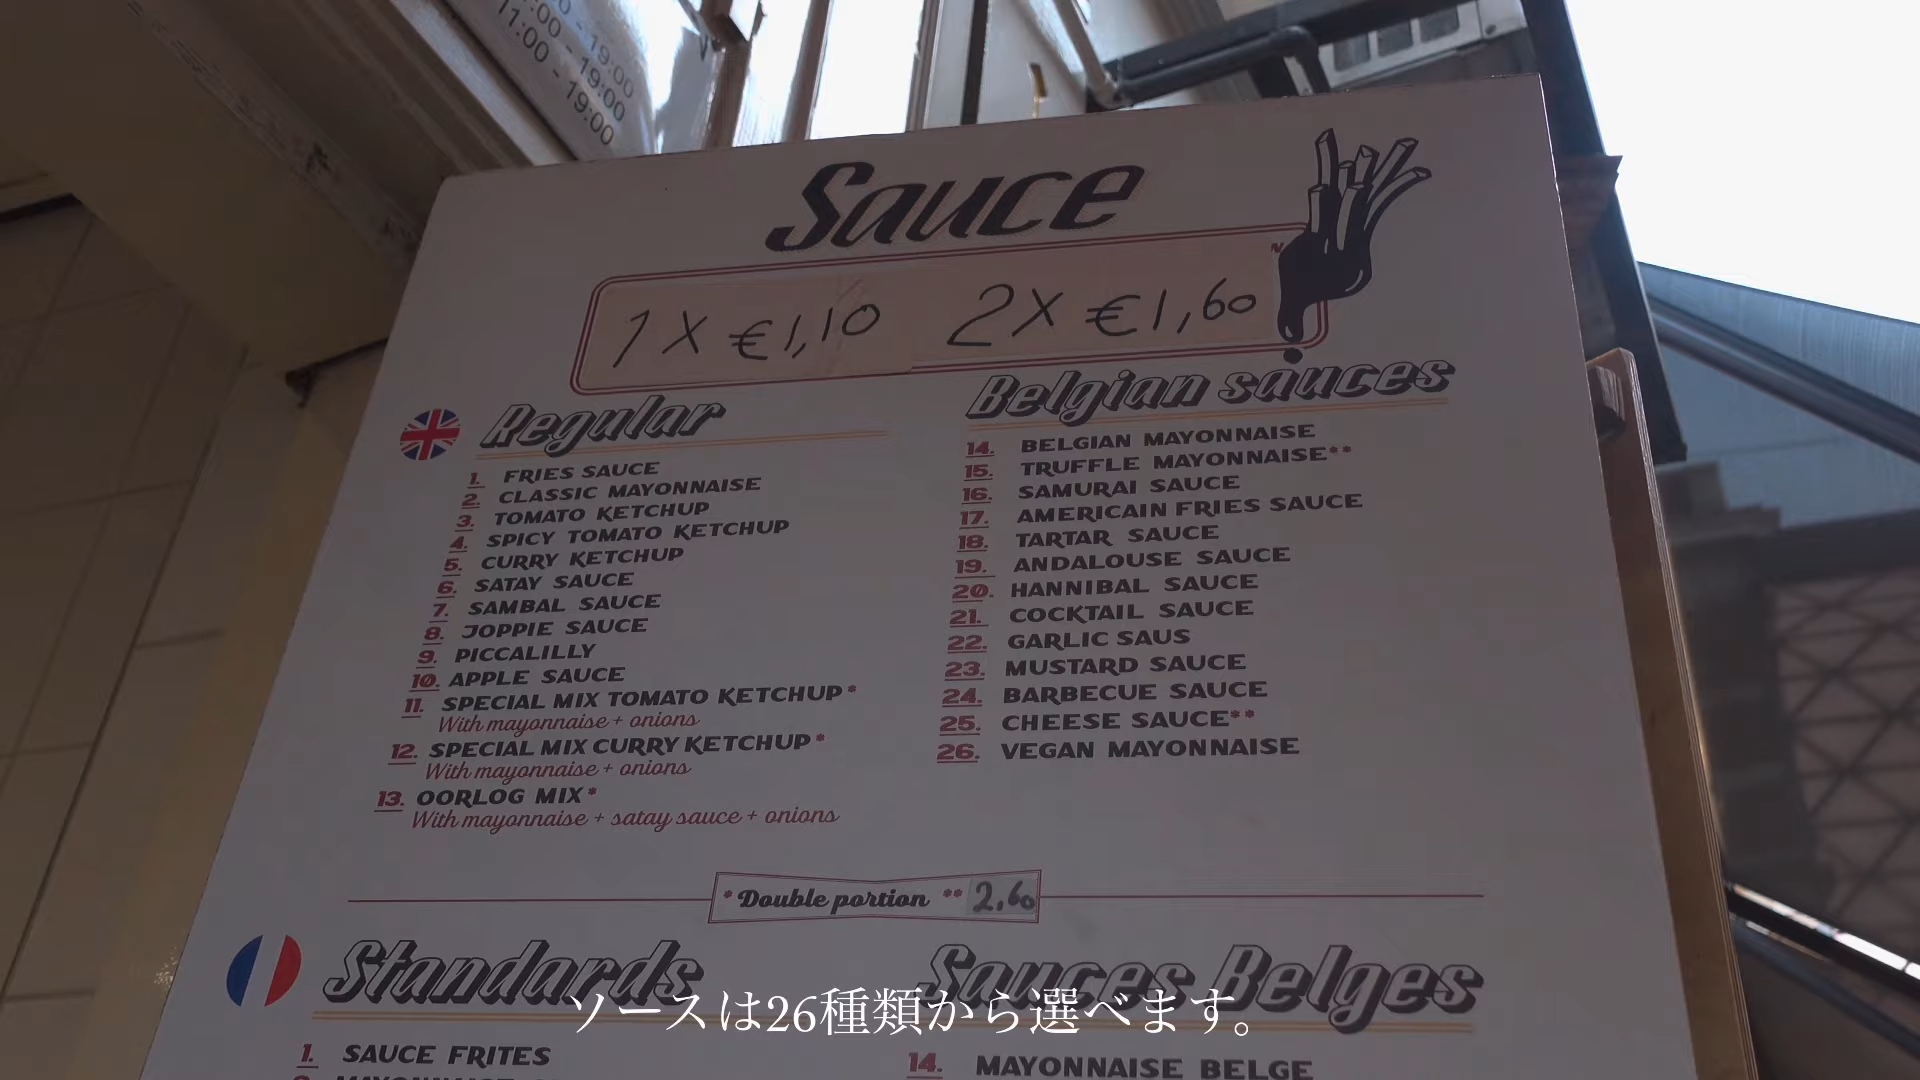 19:00
:00 - 19:00
11:00 - 19:00
Sauce
1 X €1,10 2X €1,60
Regular
1. FRIES SAUCE
2. CLASSIC MAYONNAISE
3. TOMATO KETCHUP
4. SPICY TOMATO KETCHUP
5. CURRY KETCHUP
6. SATAY SAUCE
7. SAMBAL SAUCE
8. JOPPIE SAUCE
9. PICCALILLY
10. APPLE SAUCE
11. SPECIAL MIX TOMATO KETCHUP*
With mayonnaise + onions
12. SPECIAL MIX CURRY KETCHUP*
With mayonnaise + onions
13. OORLOG MIX*
With mayonnaise + satay sauce + onions
Belgian sauces
14. BELGIAN MAYONNAISE
15. TRUFFLE MAYONNAISE**
16. SAMURAI SAUCE
17. AMERICAIN FRIES SAUCE
18. TARTAR SAUCE
19. ANDALOUSE SAUCE
20. HANNIBAL SAUCE
21. COCKTAIL SAUCE
22. GARLIC SAUS
23. MUSTARD SAUCE
24. BARBECUE SAUCE
25. CHEESE SAUCE**
26. VEGAN MAYONNAISE
* Double portion ** 2,60
Standards
1. SAUCE FRITES
Sauces Belges
14. MAYONNAISE BELGE
ソースは26種類から選べます。